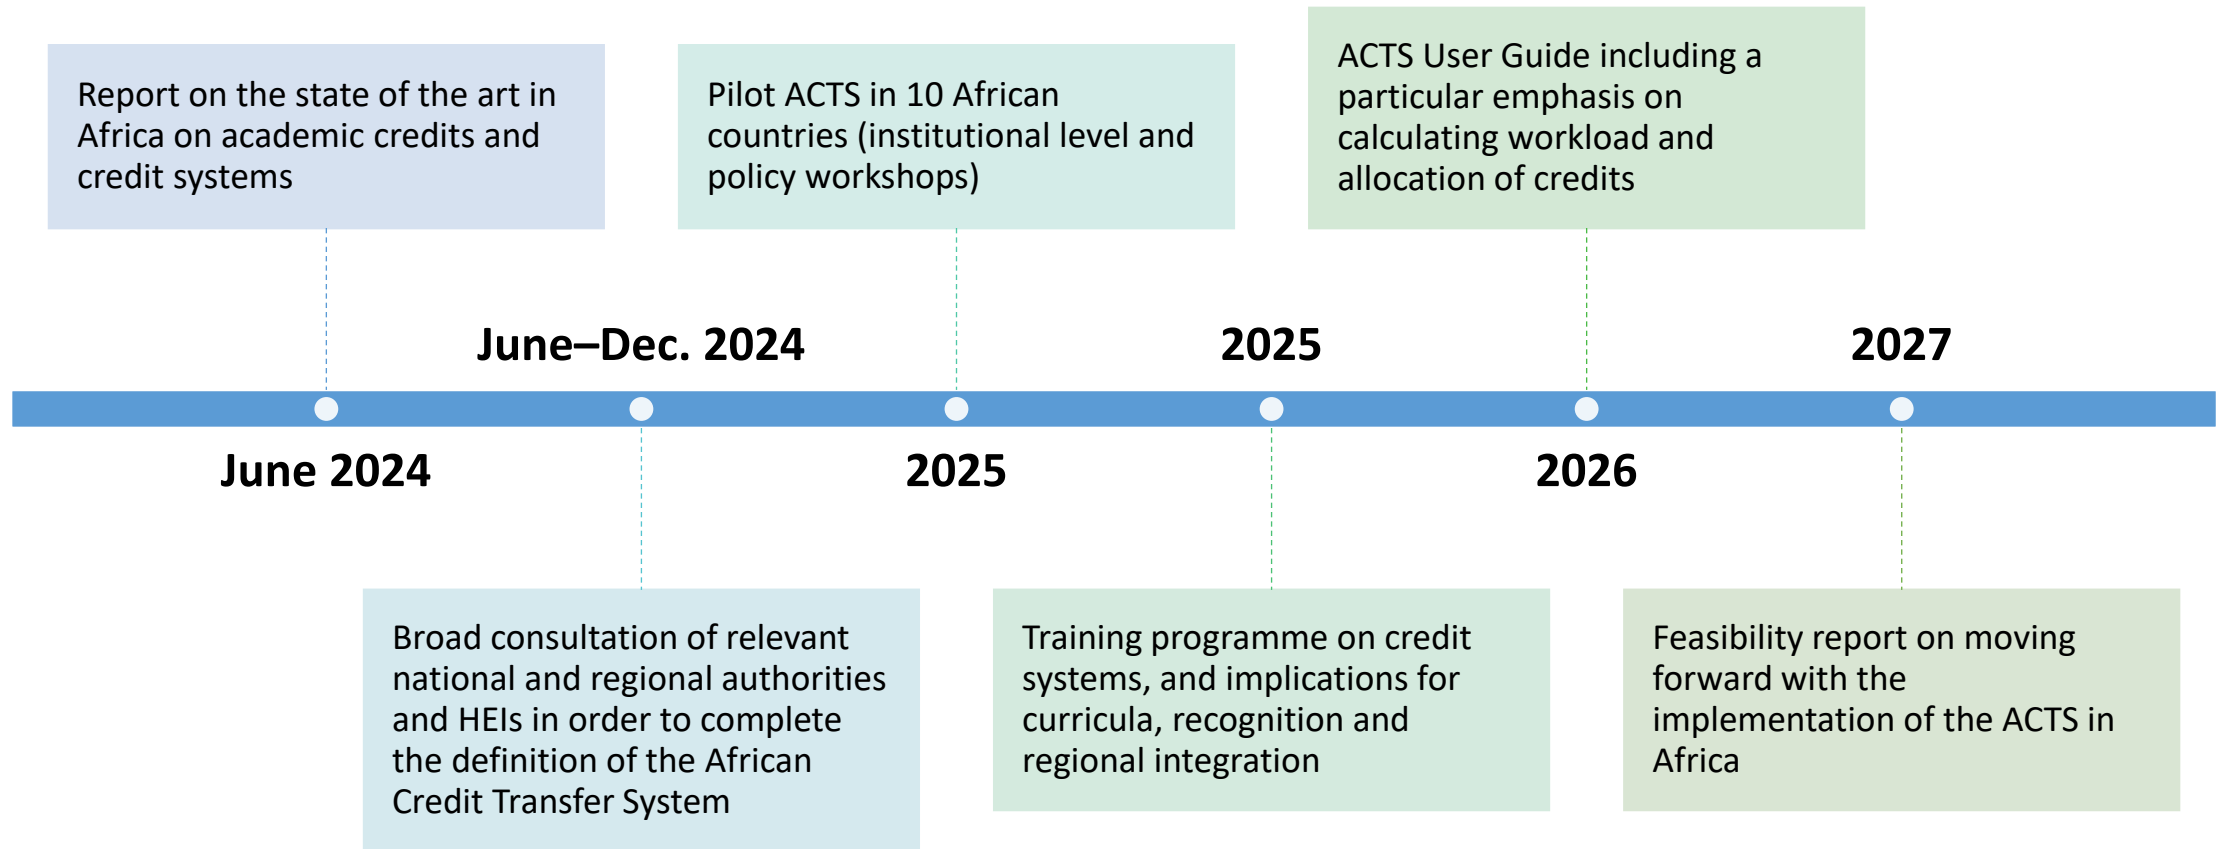 Report on the state of the art in
Africa on academic credits and
credit systems
Pilot ACTS in 10 African
countries (institutional level and
policy workshops)
ACTS User Guide including a
particular emphasis on
calculating workload and
allocation of credits
June–Dec. 2024
2025
2027
June 2024
2025
2026
Broad consultation of relevant
national and regional authorities
and HEIs in order to complete
the definition of the African
Credit Transfer System
Training programme on credit
systems, and implications for
curricula, recognition and
regional integration
Feasibility report on moving
forward with the
implementation of the ACTS in
Africa